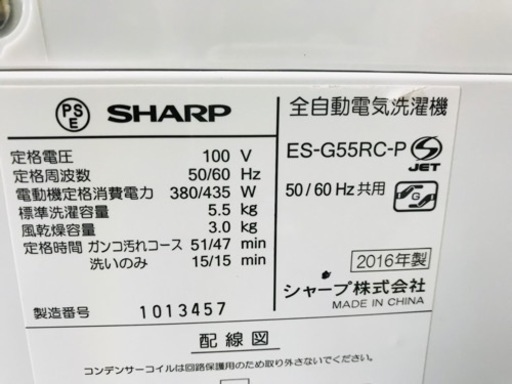 PS E SHARP 全自動電気洗濯機
定格電圧 100 V
定格周波数 50/60 Hz
電動機定格消費電力 380/435 W
標準洗濯容量 5.5 kg
風乾燥容量 3.0 kg
定格時間 ガンコ汚れコース 51/47 min
洗いのみ 15/15 min
製造番号 1013457
ES-G55RC-P S JET
50/60 Hz 共用 G
2016年製
シャープ株式会社
MADE IN CHINA
配線図
コンデンサーコイルは回路保護用のため取り外さないでください。